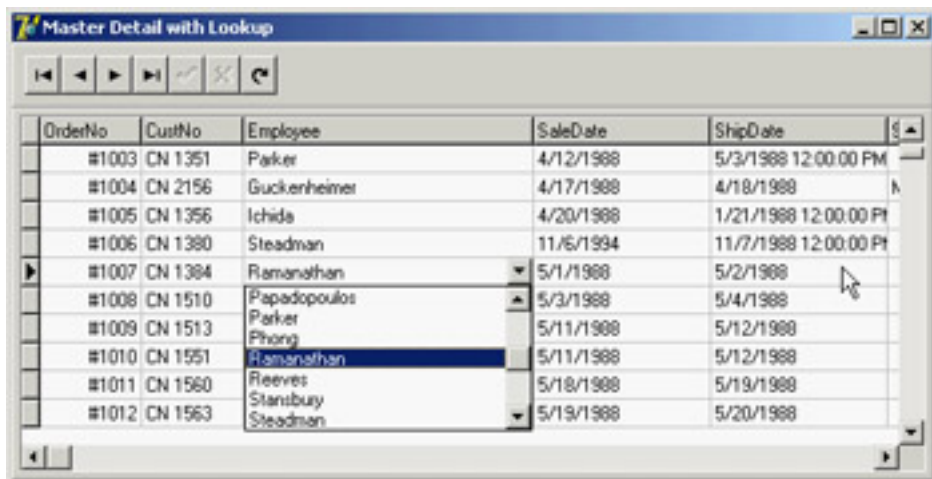 Master Detail with Lookup
OrderNo CustNo Employee SaleDate ShipDate S
#1003 CN 1351 Parker 4/12/1988 5/3/1988 12:00:00 PM
#1004 CN 2156 Guckenheimer 4/17/1988 4/18/1988
#1005 CN 1356 Ichida 4/20/1988 1/21/1988 12:00:00 PM
#1006 CN 1380 Steadman 11/6/1994 11/7/1988 12:00:00 PM
#1007 CN 1384 Ramanathan 5/1/1988 5/2/1988
#1008 CN 1510 Papadopoulos 5/3/1988 5/4/1988
Parker
#1009 CN 1513 5/11/1988 5/12/1988
Phong
#1010 CN 1551 Ramanathan 5/11/1988 5/12/1988
#1011 CN 1560 Reeves 5/18/1988 5/19/1988
Stansbury
#1012 CN 1563 Steadman 5/19/1988 5/20/1988